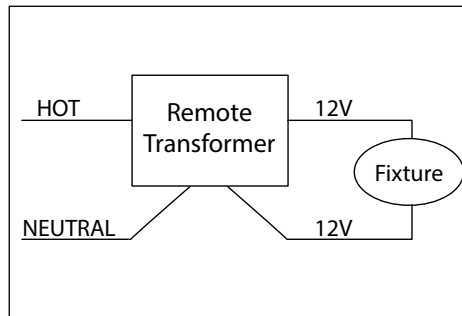 HOT
Remote
Transformer
12V
Fixture
NEUTRAL
12V